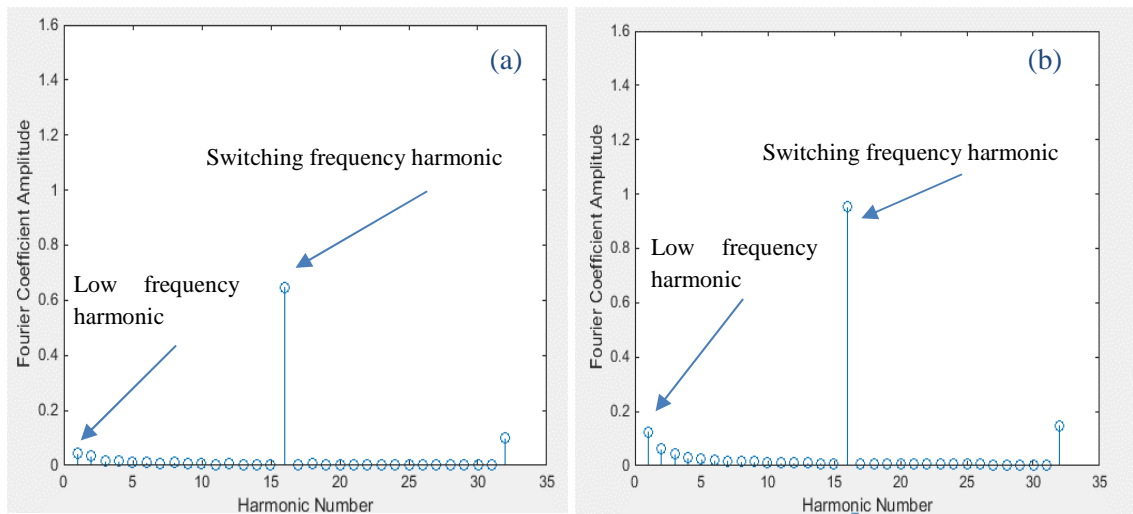 (a)
1.6
1.4
1.2
1
0.8
0.6
0.4
0.2
0
Fourier Coefficient Amplitude
Switching frequency harmonic
Low frequency
harmonic
0 5 10 15 20 25 30 35
Harmonic Number
(b)
1.6
1.4
1.2
1
0.8
0.6
0.4
0.2
0
Fourier Coefficient Amplitude
Switching frequency harmonic
Low frequency
harmonic
0 5 10 15 20 25 30 35
Harmonic Number